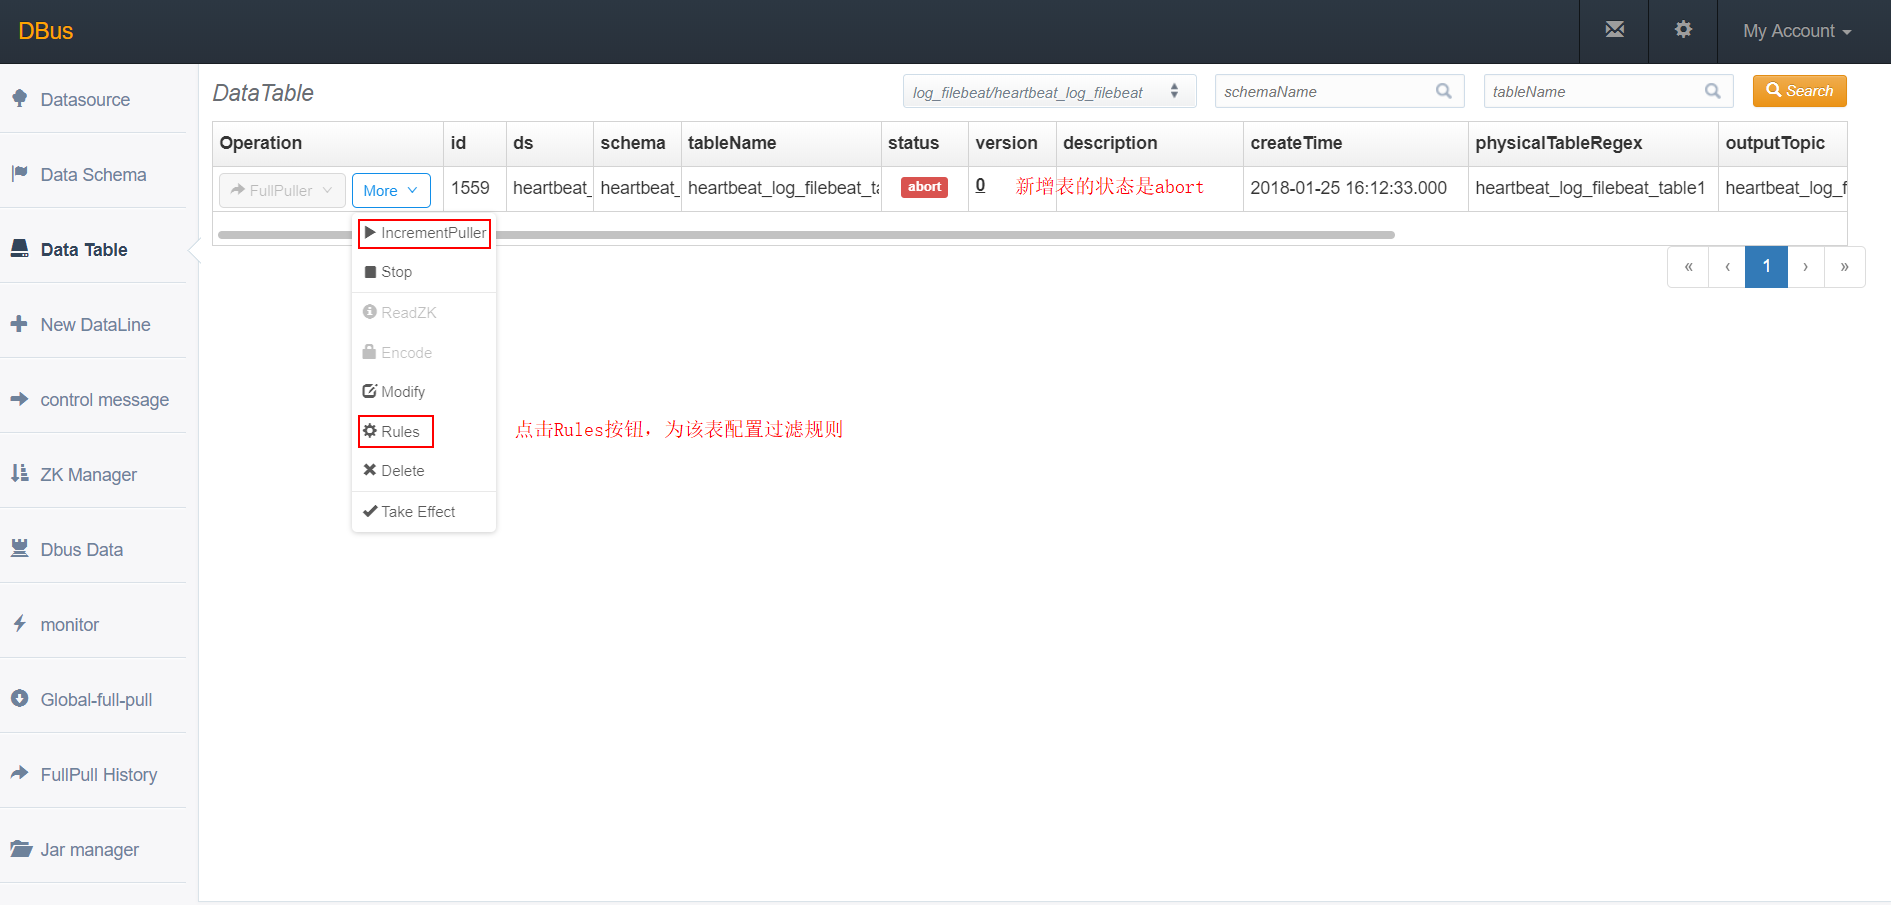 DBus
My Account
Datasource
Data Schema
Data Table
New DataLine
control message
ZK Manager
Dbus Data
monitor
Global-full-pull
FullPull History
Jar manager
DataTable
log_filebeat/heartbeat_log_filebeat
schemaName
tableName
Search
Operation id ds schema tableName status version description createTime physicalTableRegex outputTopic
FullPuller More 1559 heartbeat_ heartbeat_ heartbeat_log_filebeat_ta abort 0 新增表的状态是abort 2018-01-25 16:12:33.000 heartbeat_log_filebeat_table1 heartbeat_log_f
IncrementPuller
Stop
ReadZK
Encode
Modify
Rules
点击Rules按钮，为该表配置过滤规则
Delete
Take Effect
« ‹ 1 › »